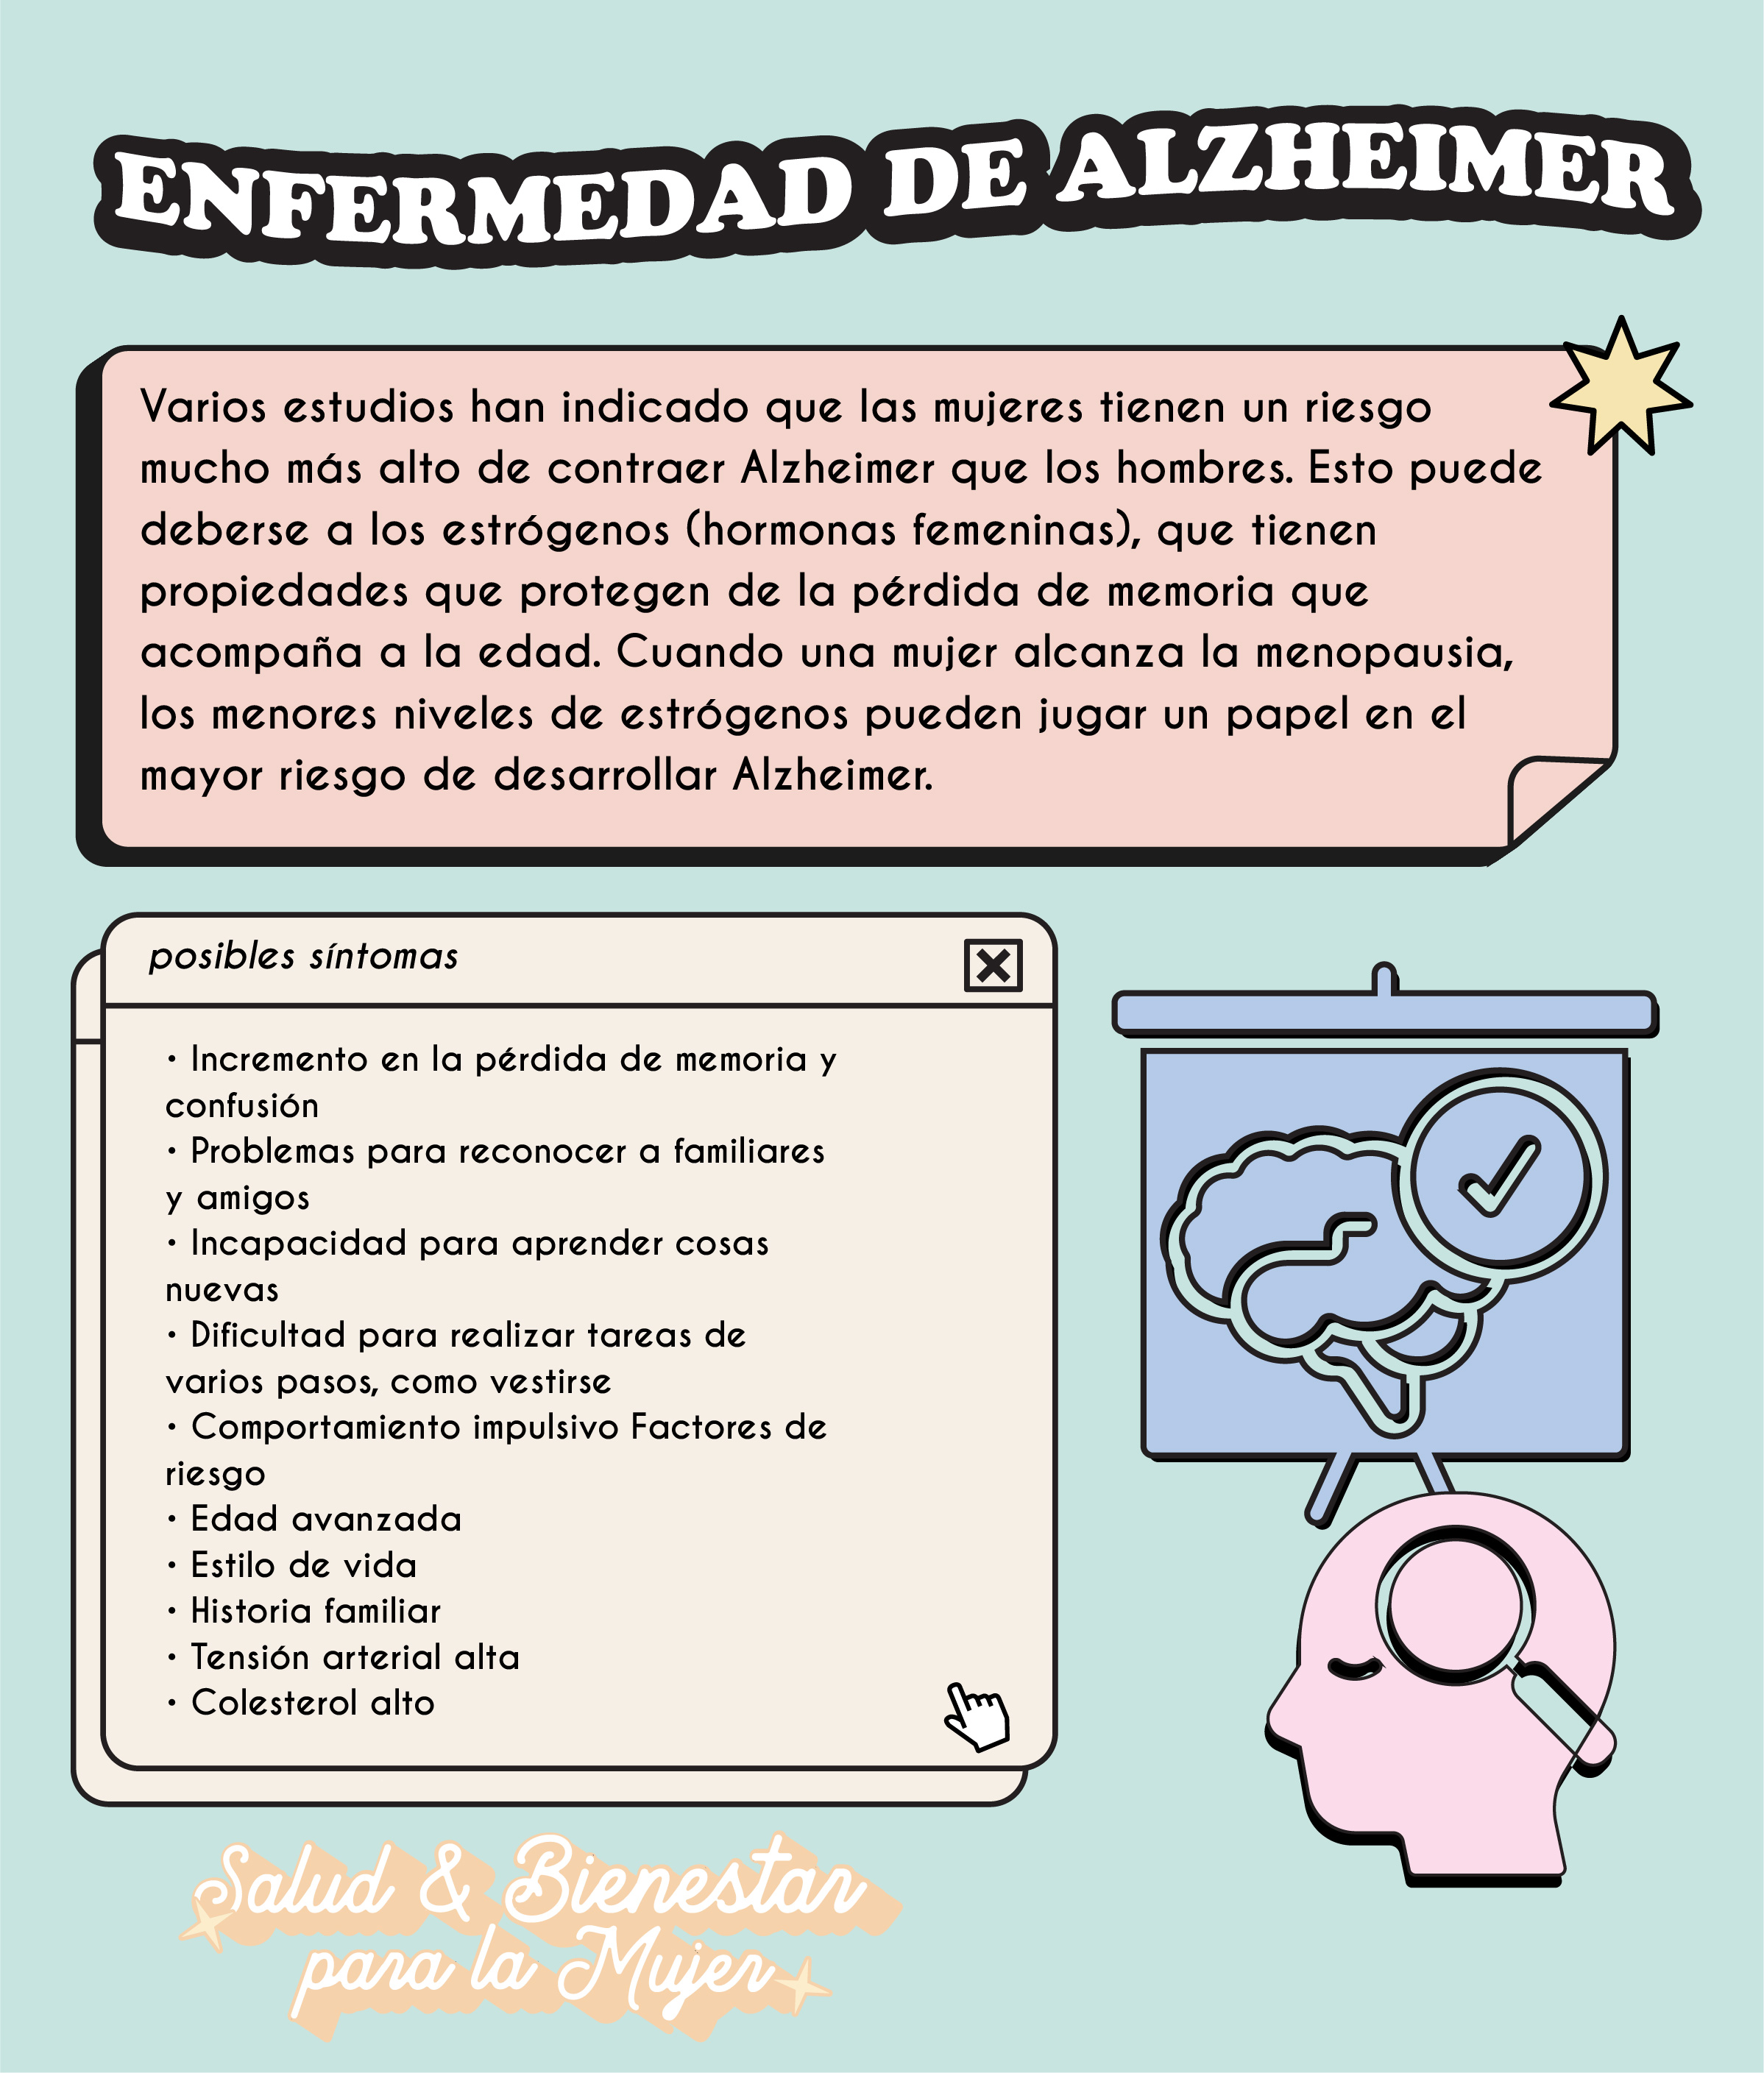 ENFERMEDAD DE ALZHEIMER
Varios estudios han indicado que las mujeres tienen un riesgo
mucho más alto de contraer Alzheimer que los hombres. Esto puede
deberse a los estrógenos (hormonas femeninas), que tienen
propiedades que protegen de la pérdida de memoria que
acompaña a la edad. Cuando una mujer alcanza la menopausia,
los menores niveles de estrógenos pueden jugar un papel en el
mayor riesgo de desarrollar Alzheimer.
posibles síntomas
• Incremento en la pérdida de memoria y
confusión
• Problemas para reconocer a familiares
y amigos
• Incapacidad para aprender cosas
nuevas
• Dificultad para realizar tareas de
varios pasos, como vestirse
• Comportamiento impulsivo Factores de
riesgo
• Edad avanzada
• Estilo de vida
• Historia familiar
• Tensión arterial alta
• Colesterol alto
Salud & Bienestar
para la Mujer